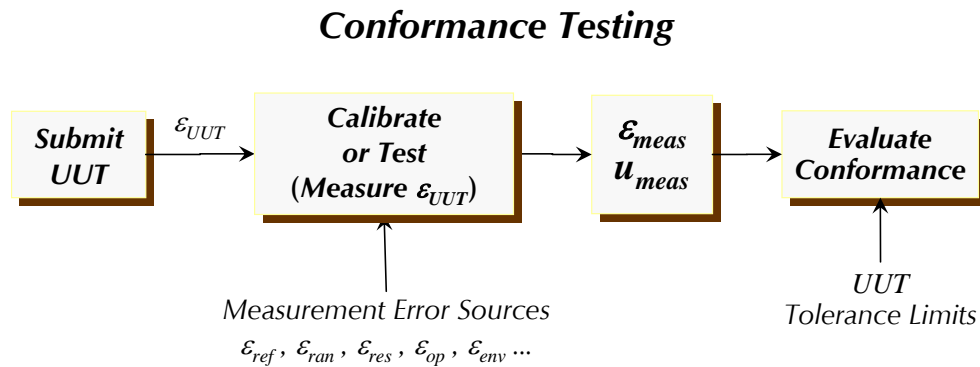 Conformance Testing
Submit
UUT
ε_UUT
Calibrate
or Test
(Measure ε_UUT)
ε_meas
u_meas
Evaluate
Conformance
Measurement Error Sources
ε_ref , ε_ran , ε_res , ε_op , ε_env ...
UUT
Tolerance Limits